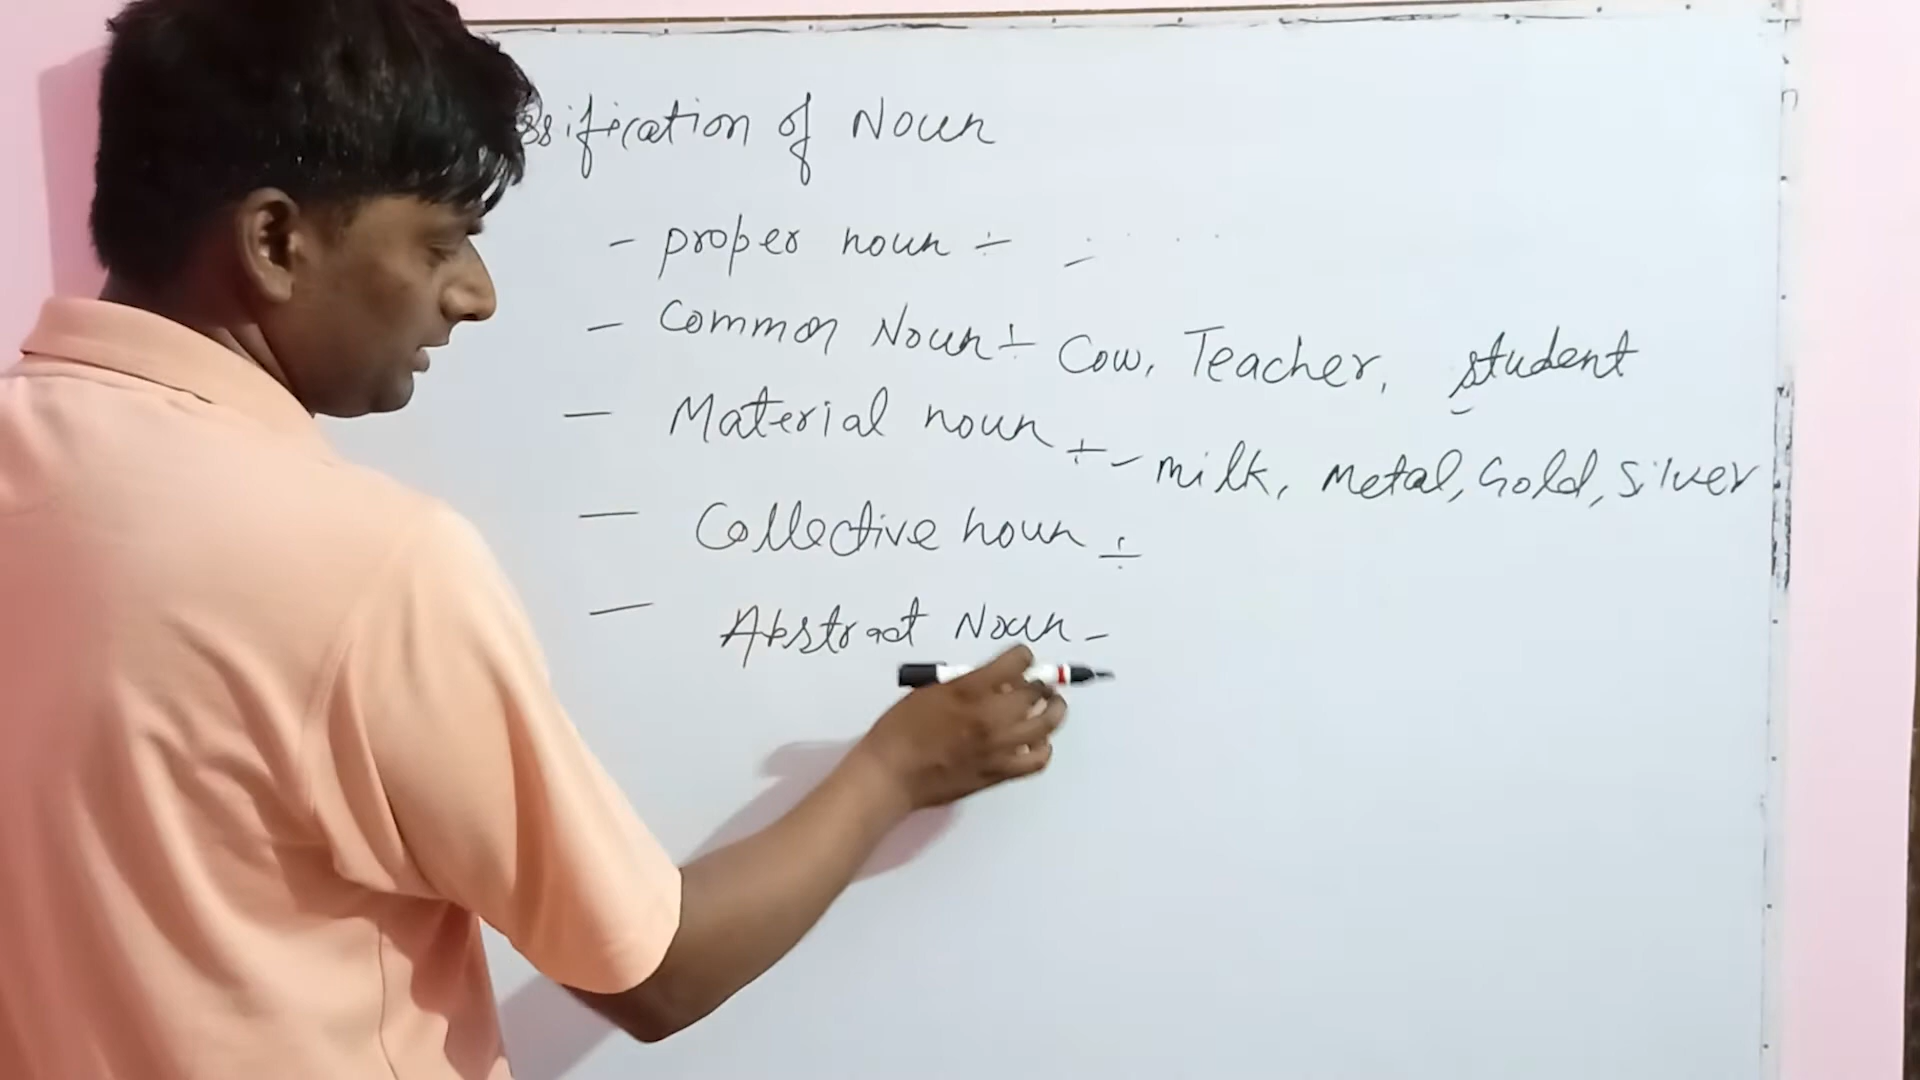 ssification of Noun
- proper noun ÷
- Common Noun ÷ Cow, Teacher, student
- Material noun ÷ - milk, Metal, Gold, Silver
- Collective noun ÷
- Abstract Noun -